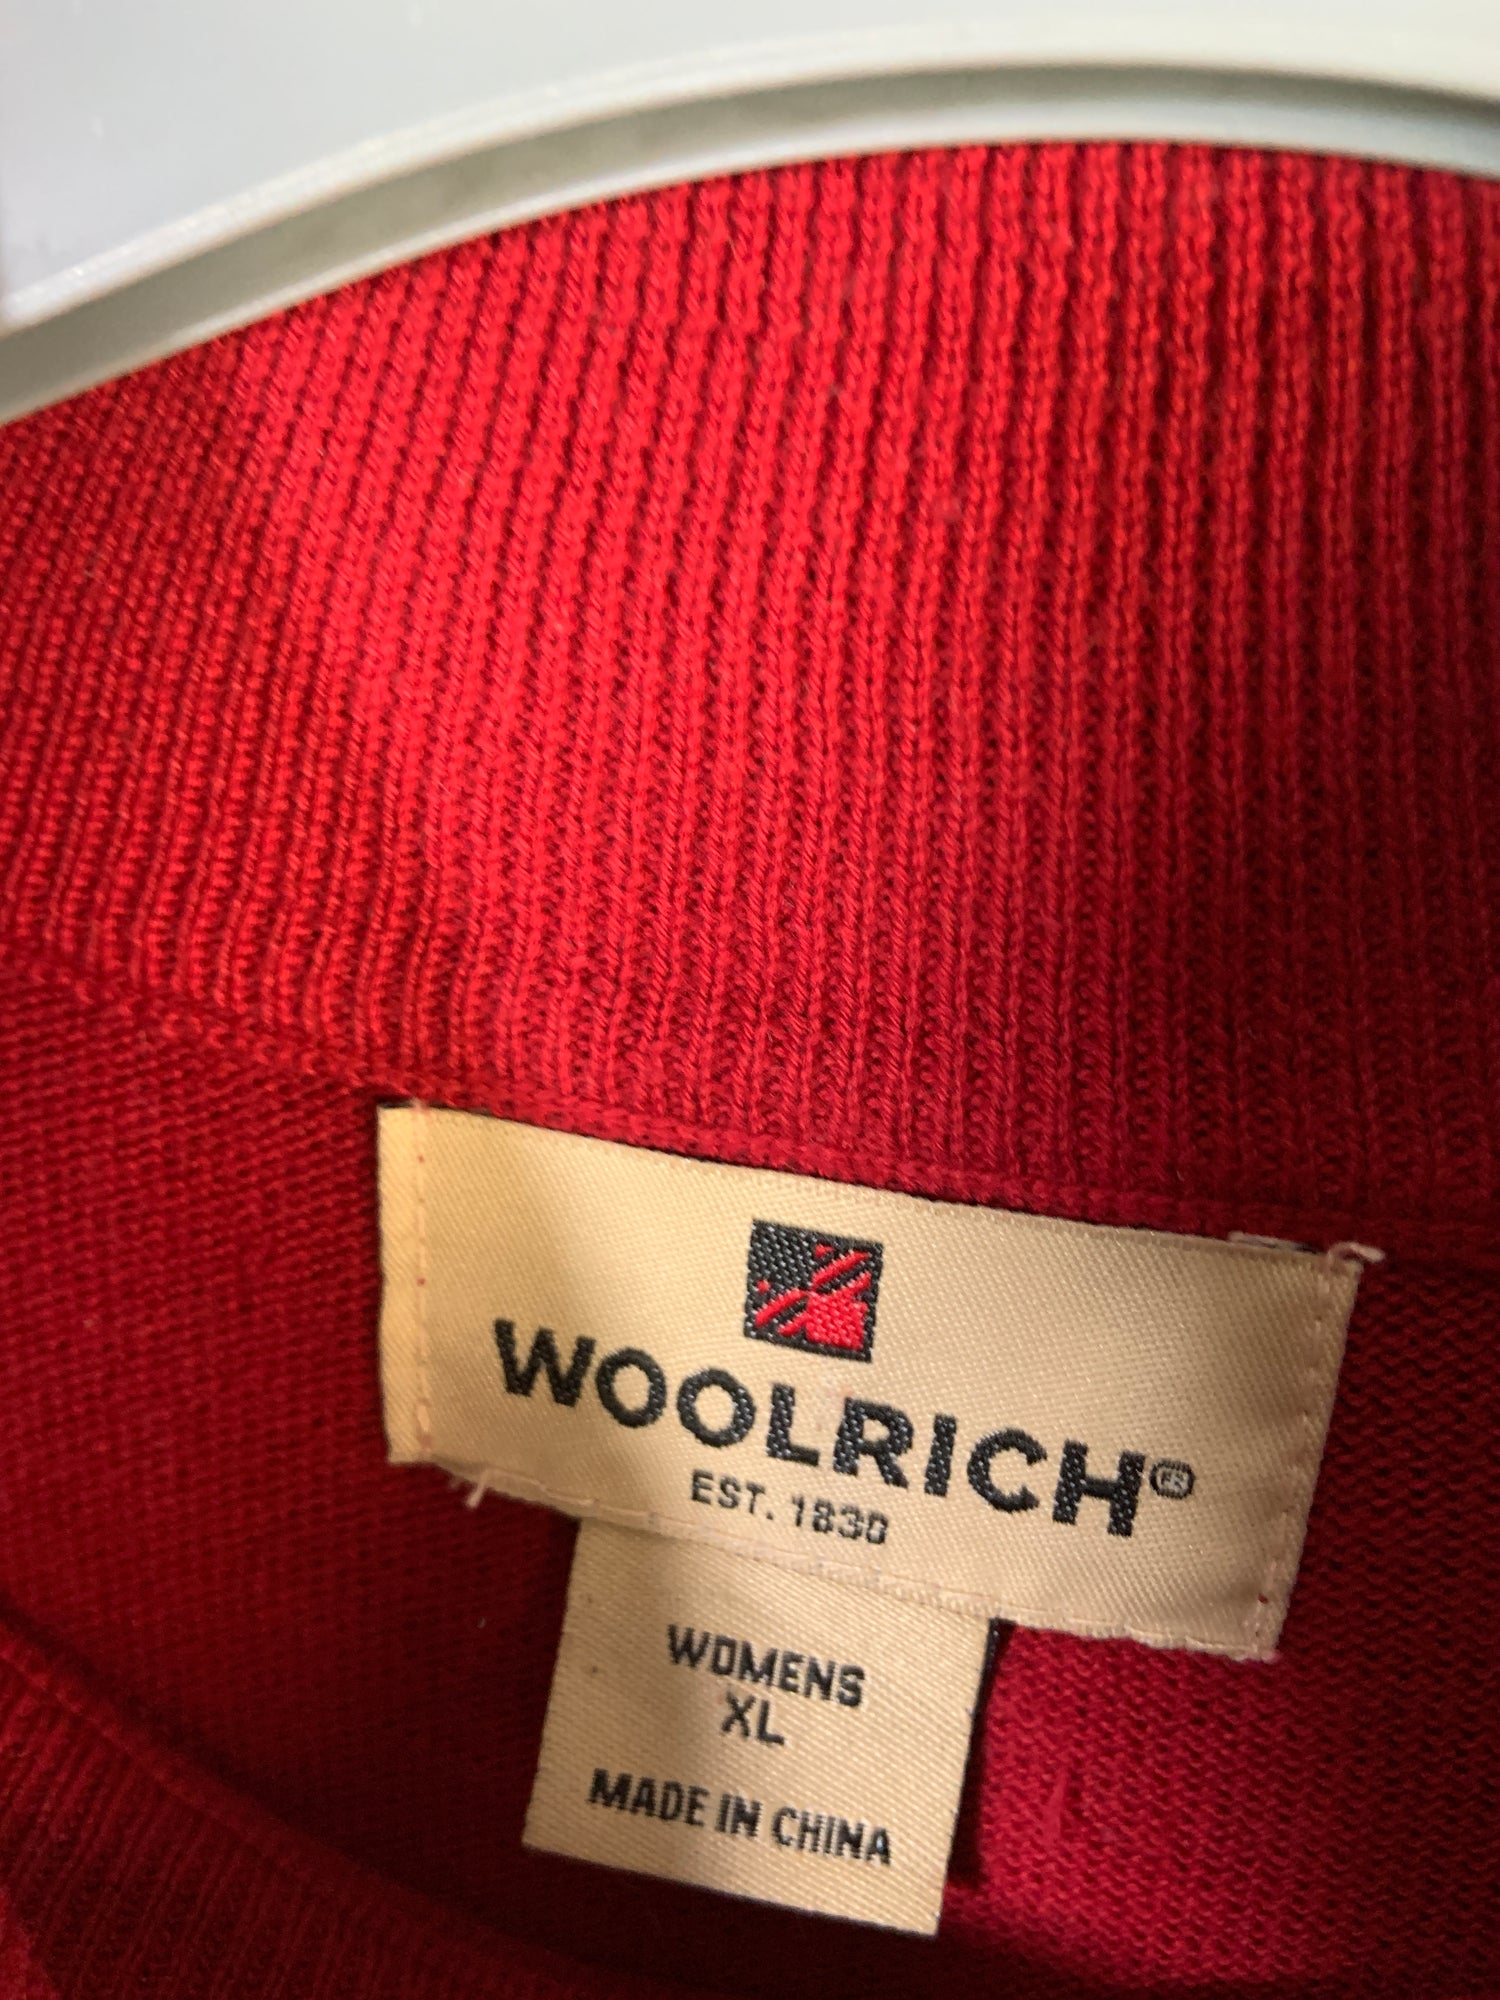 WOOLRICH®
EST. 1830
WOMENS
XL
MADE IN CHINA